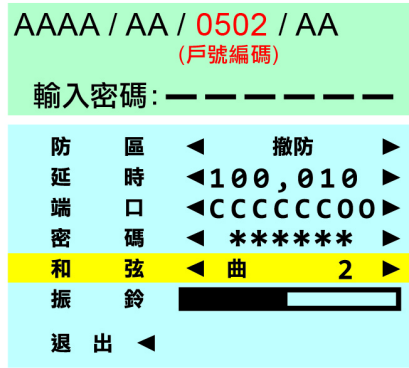 AAAA / AA / 0502 / AA
(戶號編碼)
輸入密碼: — — — — — —
防 區 ◀ 撤防 ▶
延 時 ◀ 100,010 ▶
端 口 ◀ CCCCCCOO ▶
密 碼 ◀ ****** ▶
和 弦 ◀ 曲 2 ▶
振 鈴
退 出 ◀